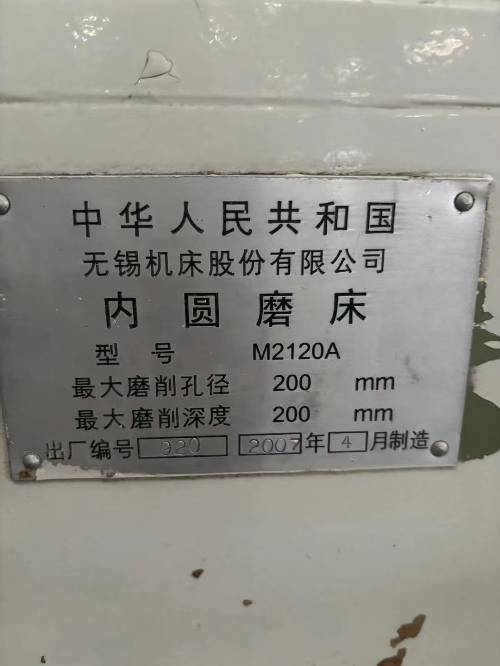 中华人民共和国
无锡机床股份有限公司
内圆磨床
型号 M2120A
最大磨削孔径 200 mm
最大磨削深度 200 mm
出厂编号 920 2007年4月制造